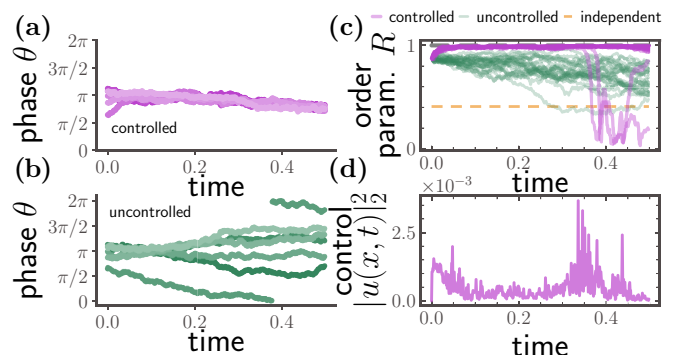 (a)
phase θ
2π
3π/2
π
π/2
0
controlled
0.0 0.2 0.4
time
(b)
phase θ
2π
3π/2
π
π/2
0
uncontrolled
0.0 0.2 0.4
time
(c)
controlled uncontrolled independent
order
param. R
1
0
0.0 0.2 0.4
time
(d)
×10⁻³
control
|u(x, t)|²₂
2.5
0.0
0.0 0.2 0.4
time